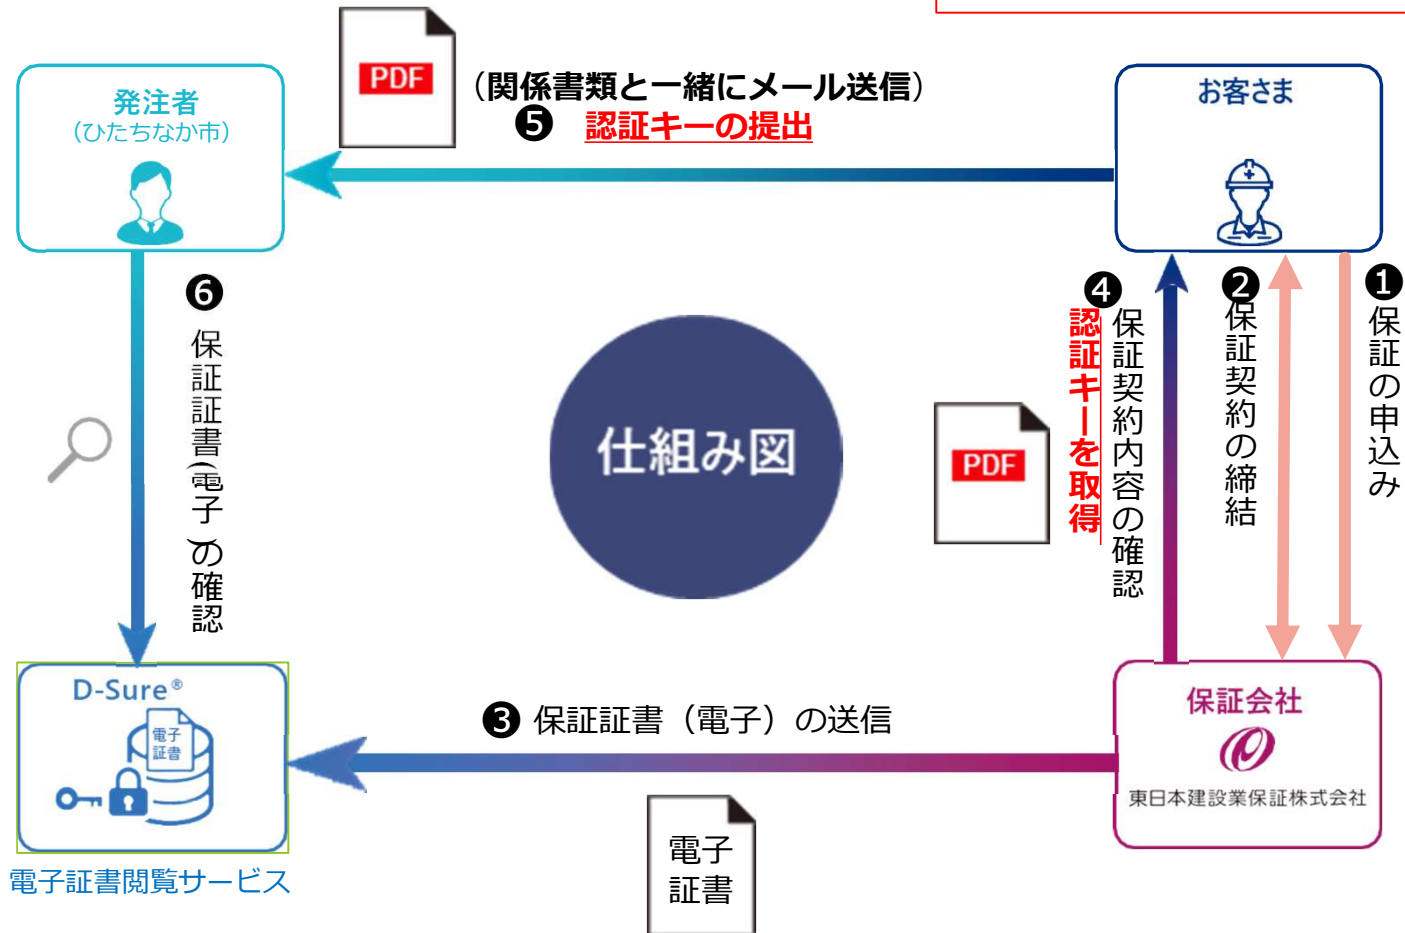 PDF
（関係書類と一緒にメール送信）
❺ 認証キーの提出
発注者
（ひたちなか市）
お客さま
❻
保証証書(電子)の確認
仕組み図
PDF
❹
保証契約内容の確認
認証キーを取得
❷
保証契約の締結
❶
保証の申込み
D-Sure®
電子
証書
電子証書閲覧サービス
❸ 保証証書（電子）の送信
電子
証書
保証会社
東日本建設業保証株式会社